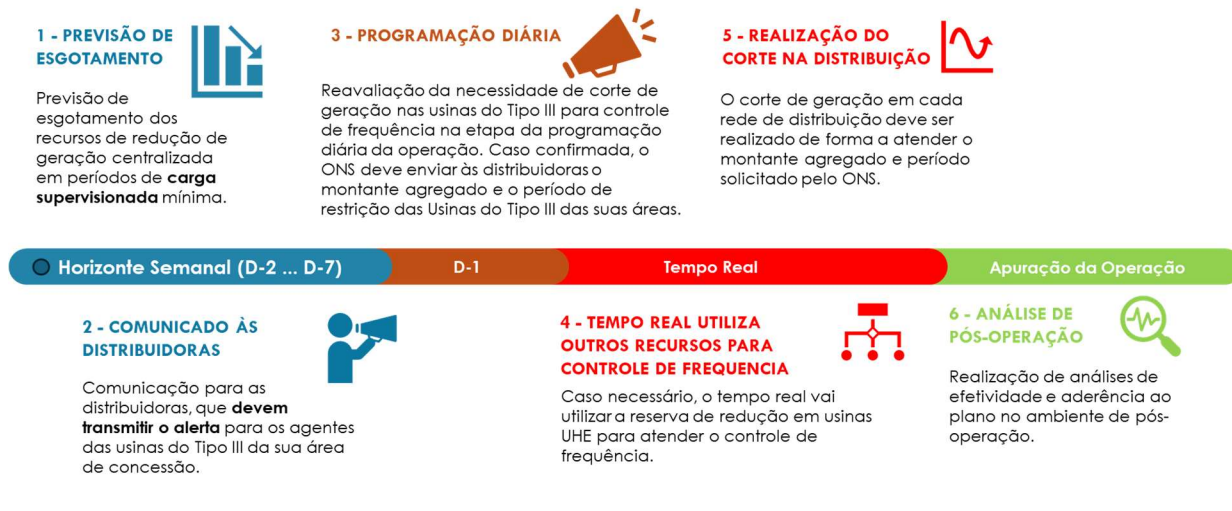 1 - PREVISÃO DE
ESGOTAMENTO
Previsão de
esgotamento dos
recursos de redução de
geração centralizada
em períodos de carga
supervisionada mínima.
3 - PROGRAMAÇÃO DIÁRIA
Reavaliação da necessidade de corte de
geração nas usinas do Tipo III para controle
de frequência na etapa da programação
diária da operação. Caso confirmada, o
ONS deve enviar às distribuidoras o
montante agregado e o período de
restrição das Usinas do Tipo III das suas áreas.
5 - REALIZAÇÃO DO
CORTE NA DISTRIBUIÇÃO
O corte de geração em cada
rede de distribuição deve ser
realizado de forma a atender o
montante agregado e período
solicitado pelo ONS.
Horizonte Semanal (D-2 ... D-7)
D-1
Tempo Real
Apuração da Operação
2 - COMUNICADO ÀS
DISTRIBUIDORAS
Comunicação para as
distribuidoras, que devem
transmitir o alerta para os agentes
das usinas do Tipo III da sua área
de concessão.
4 - TEMPO REAL UTILIZA
OUTROS RECURSOS PARA
CONTROLE DE FREQUENCIA
Caso necessário, o tempo real vai
utilizar a reserva de redução em usinas
UHE para atender o controle de
frequência.
6 - ANÁLISE DE
PÓS-OPERAÇÃO
Realização de análises de
efetividade e aderência ao
plano no ambiente de pós-
operação.